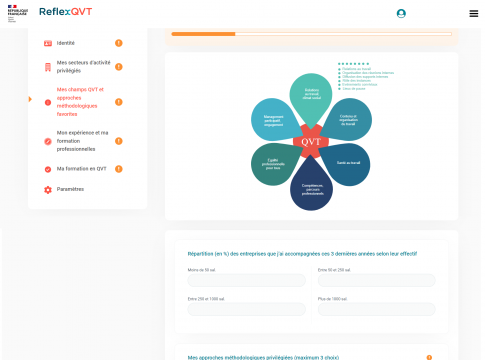 RÉPUBLIQUE
FRANÇAISE
ReflexQVT
Identité
Mes secteurs d'activité
privilégiés
Mes champs QVT et
approches
méthodologiques
favorites
Mon expérience et ma
formation
professionnelles
Ma formation en QVT
Paramètres
Relations
au travail,
climat social
Contenu et
organisation
du travail
Santé au travail
Compétences,
parcours
professionnels
Égalité
professionnelle
pour tous
Management
participatif,
engagement
QVT
Répartition (en %) des entreprises que j'ai accompagnées ces 3 dernières années selon leur effectif
Moins de 50 sal.
Entre 50 et 250 sal.
Entre 250 et 1000 sal.
Plus de 1000 sal.
Mes approches méthodologiques privilégiées (maximum 3 choix)